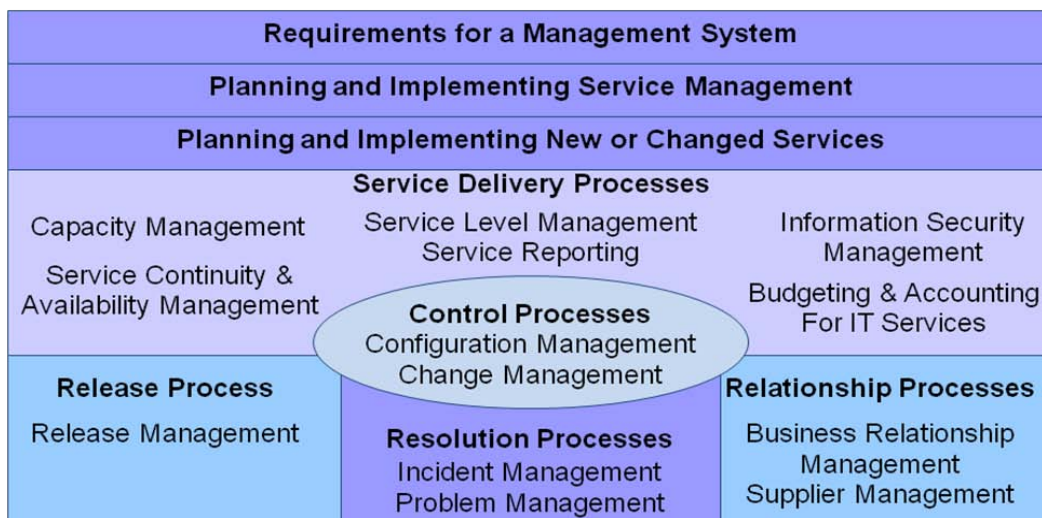 Requirements for a Management System
Planning and Implementing Service Management
Planning and Implementing New or Changed Services
Service Delivery Processes
Capacity Management
Service Continuity &
Availability Management
Service Level Management
Service Reporting
Information Security
Management
Budgeting & Accounting
For IT Services
Control Processes
Configuration Management
Change Management
Release Process
Release Management
Resolution Processes
Incident Management
Problem Management
Relationship Processes
Business Relationship
Management
Supplier Management